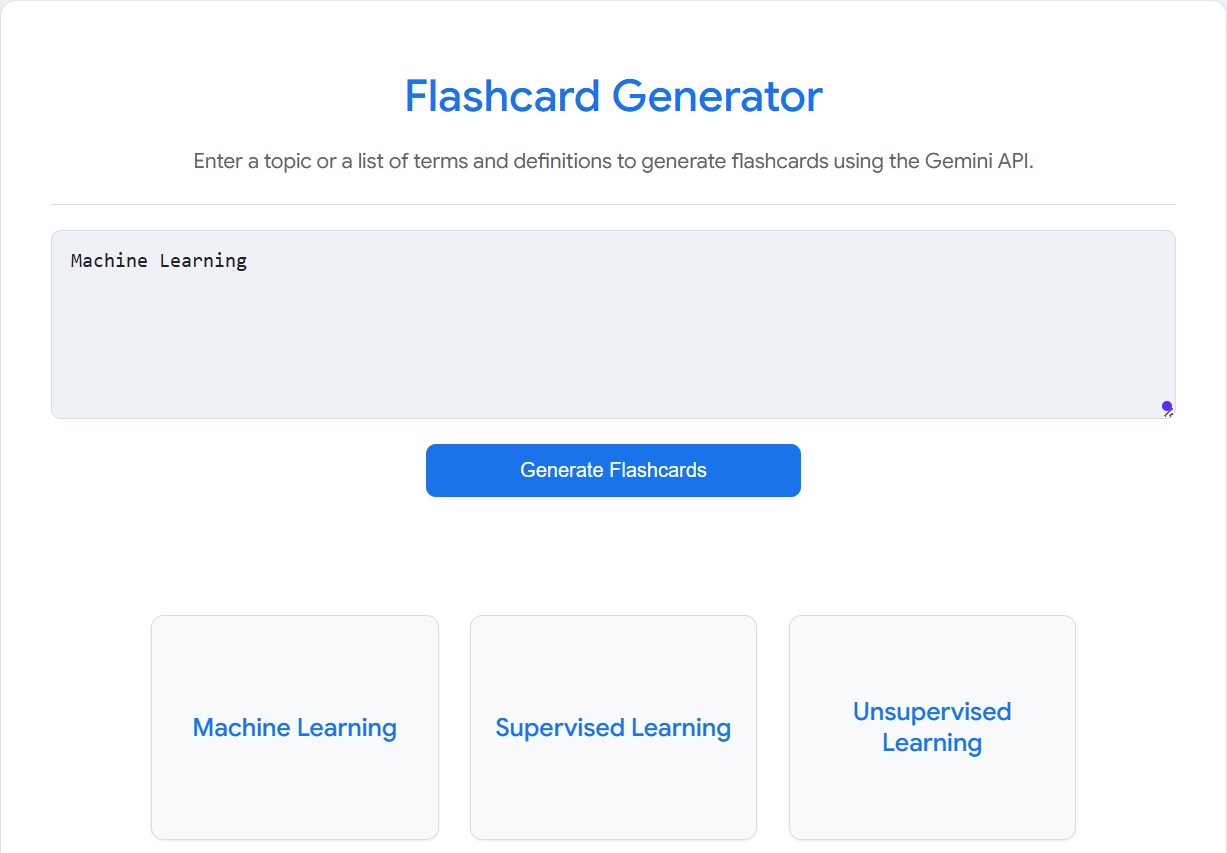 Flashcard Generator
Enter a topic or a list of terms and definitions to generate flashcards using the Gemini API.
Machine Learning
Generate Flashcards
Machine Learning
Supervised Learning
Unsupervised
Learning